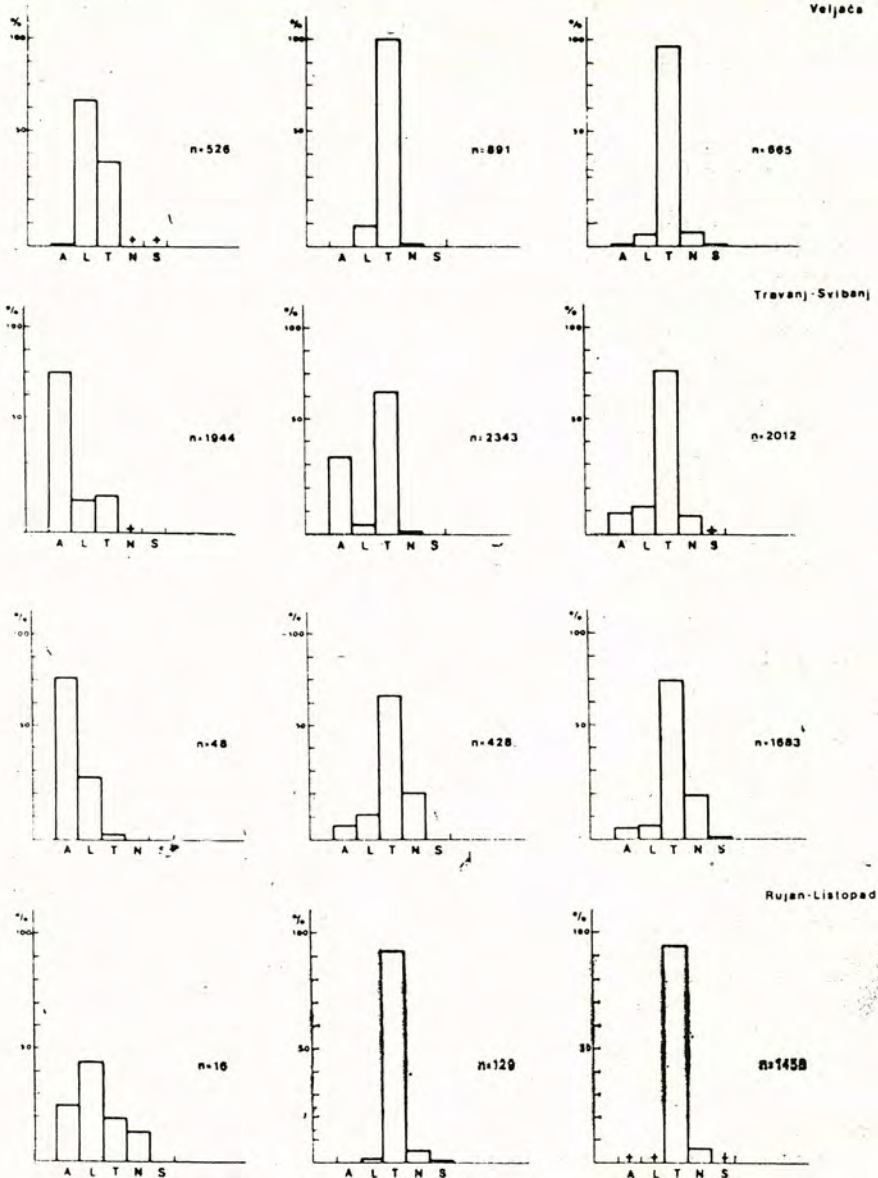 Veljača
% % %
100 100 100
50 50 50
n=526 n=891 n=665
+ +
A L T N S A L T N S A L T N S
Travanj-Svibanj
% % %
100 100 100
50 50 50
n=1944 n=2343 n=2012
+ +
A L T N S A L T N S A L T N S
% % %
100 100 100
50 50 50
n=48 n=428 n=1683
A L T N S A L T N S A L T N S
Rujan-Listopad
% % %
100 100 100
50 50 50
n=16 n=129 n=1458
+ + +
A L T N S A L T N S A L T N S